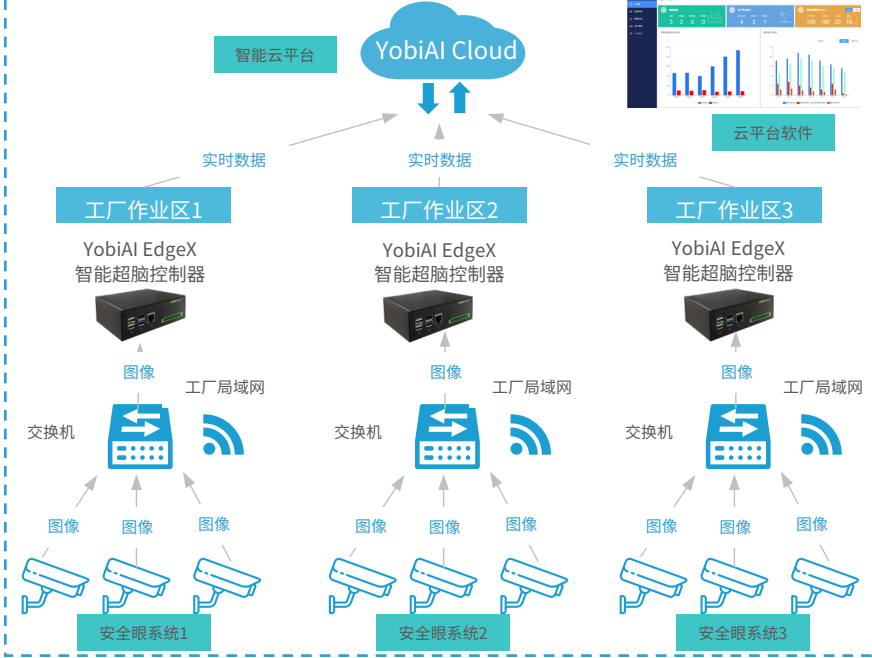 智能云平台
YobiAI Cloud
云平台软件
实时数据
实时数据
实时数据
工厂作业区1
工厂作业区2
工厂作业区3
YobiAI EdgeX
智能超脑控制器
YobiAI EdgeX
智能超脑控制器
YobiAI EdgeX
智能超脑控制器
图像
图像
图像
工厂局域网
工厂局域网
工厂局域网
交换机
交换机
交换机
图像
图像
图像
图像
图像
图像
图像
图像
图像
安全眼系统1
安全眼系统2
安全眼系统3